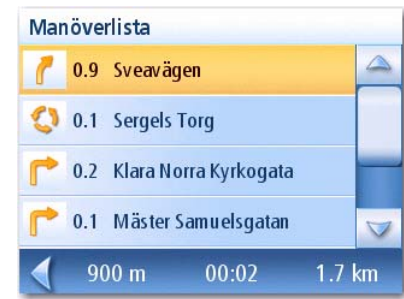 Manöverlista
0.9 Sveavägen
0.1 Sergels Torg
0.2 Klara Norra Kyrkogata
0.1 Mäster Samuelsgatan
900 m 00:02 1.7 km